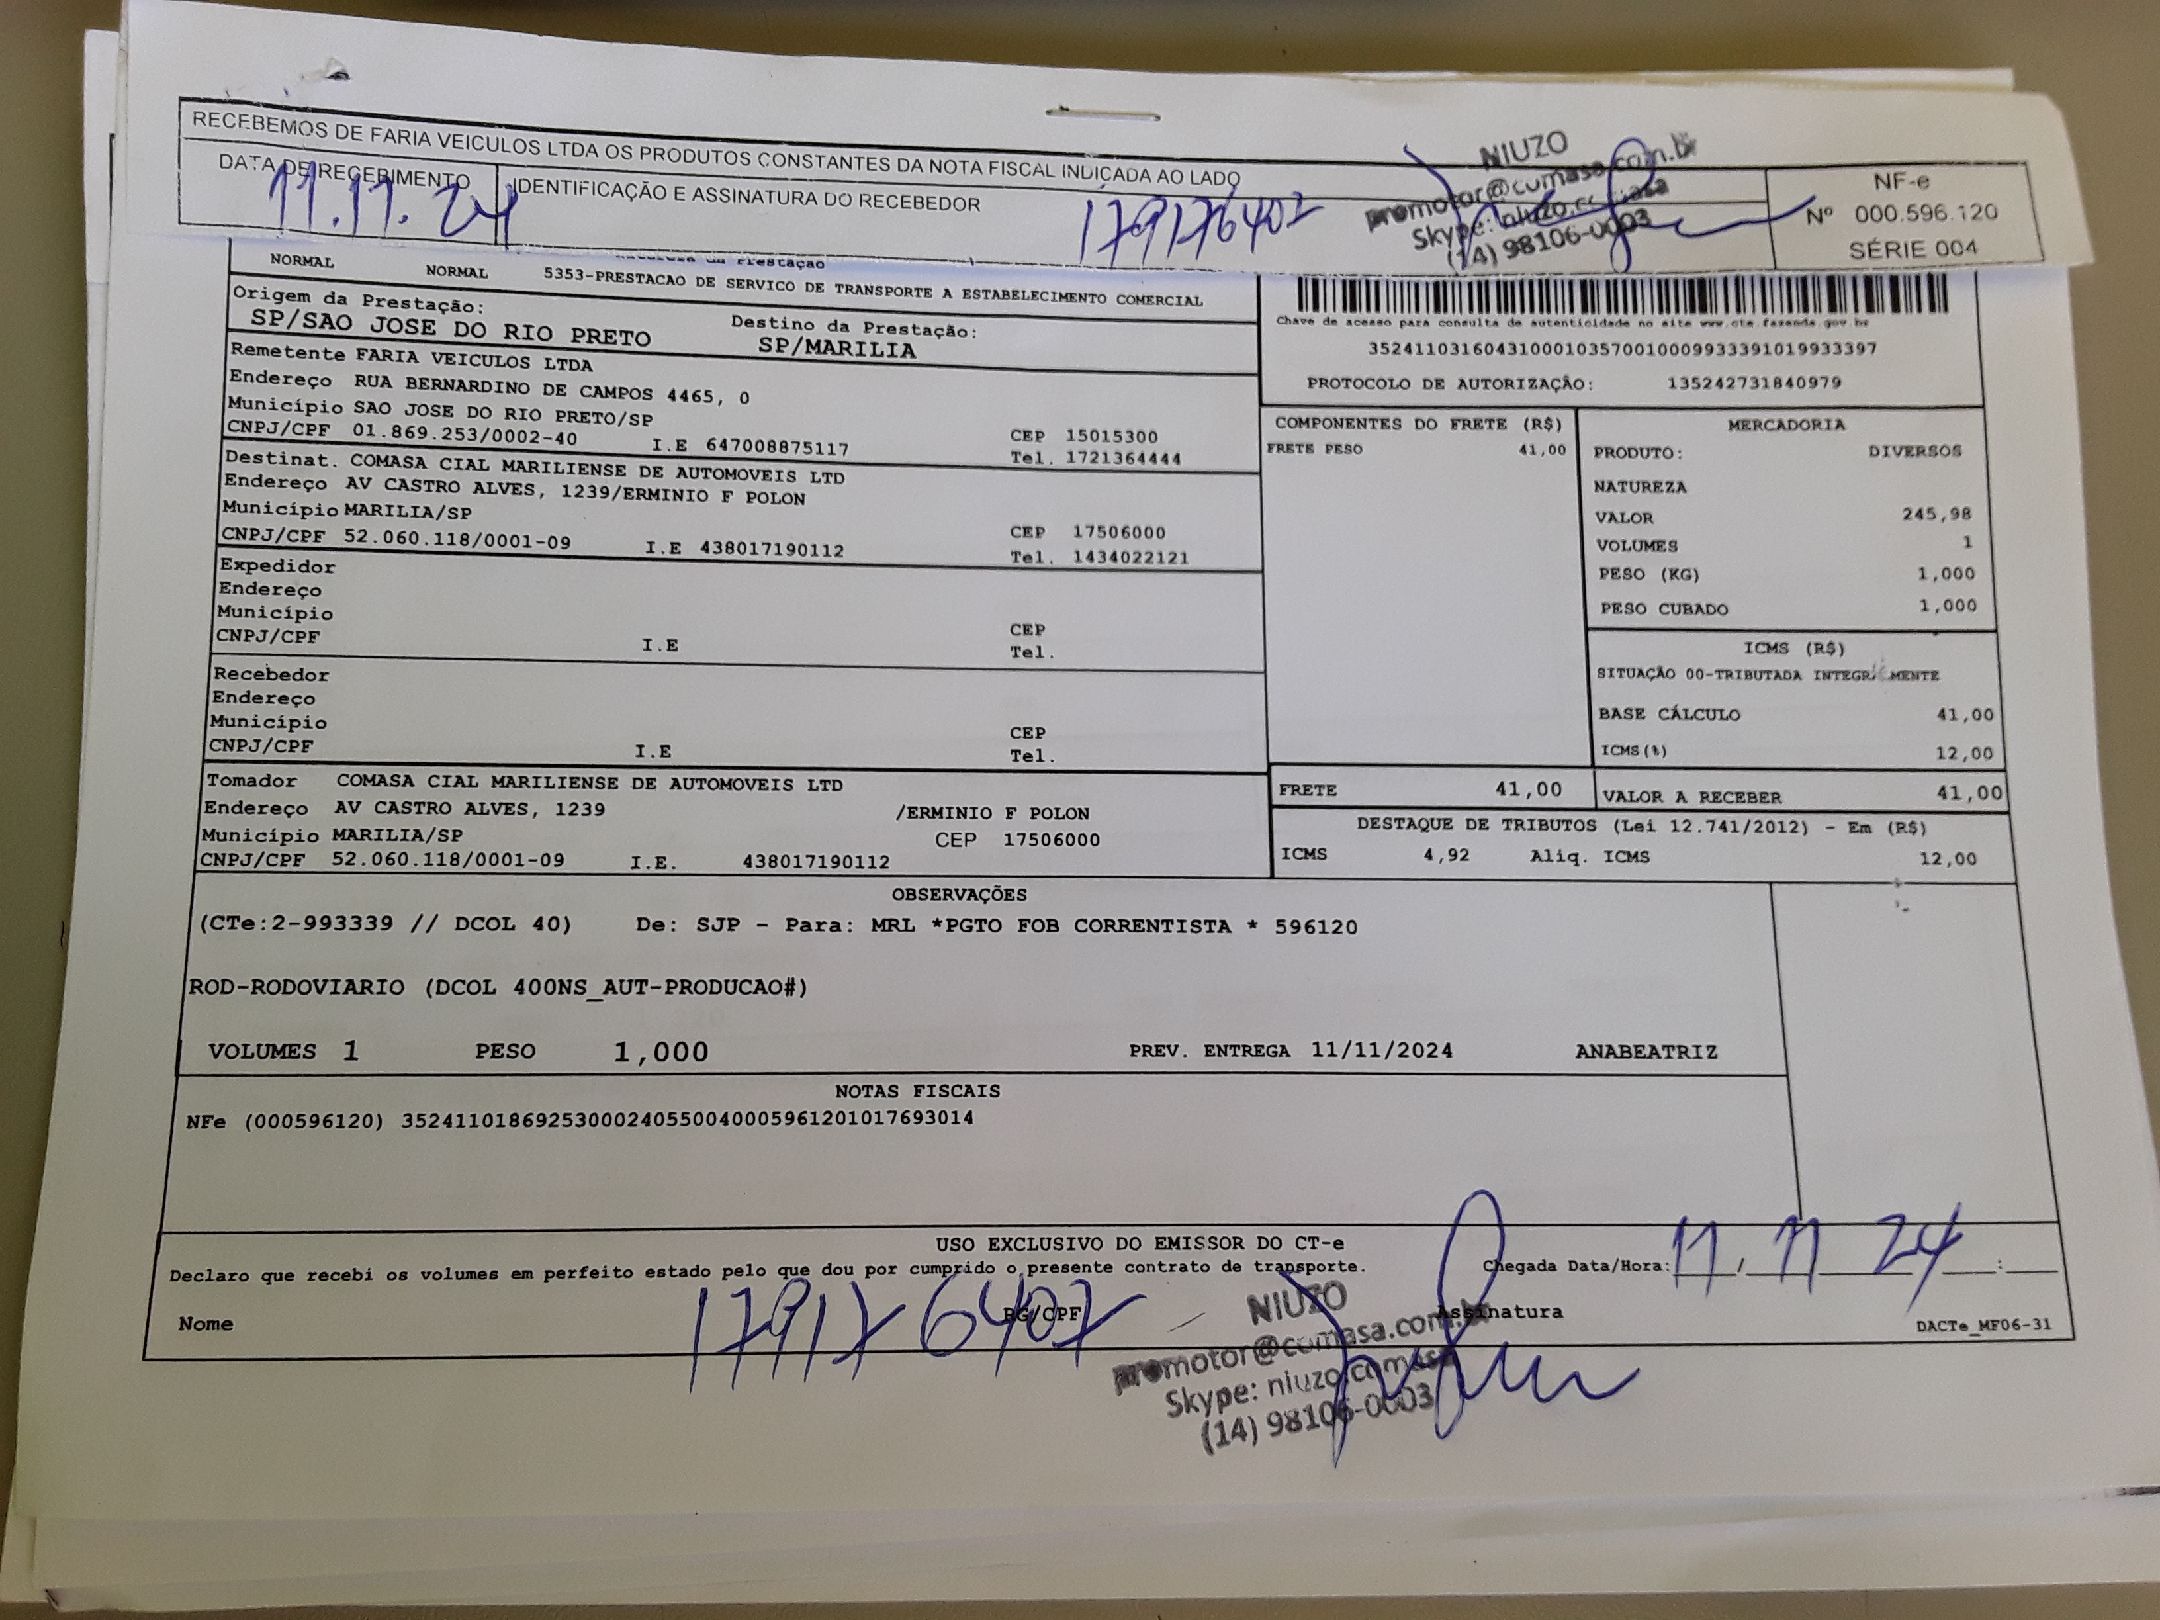 RECEBEMOS DE FARIA VEICULOS LTDA OS PRODUTOS CONSTANTES DA NOTA FISCAL INDICADA AO LADO
DATA DE RECEBIMENTO
IDENTIFICAÇÃO E ASSINATURA DO RECEBEDOR
11.11.24
179176407
NIUZO
promotor@comasa.com.br
Skype: niuzo.comasa
(14) 98106-0003
NF-e
Nº 000.596.120
SÉRIE 004
NORMAL NORMAL 5353-PRESTACAO DE SERVICO DE TRANSPORTE A ESTABELECIMENTO COMERCIAL
Origem da Prestação:
SP/SAO JOSE DO RIO PRETO
Destino da Prestação:
SP/MARILIA
Remetente FARIA VEICULOS LTDA
Endereço RUA BERNARDINO DE CAMPOS 4465, 0
Município SAO JOSE DO RIO PRETO/SP
CEP 15015300
CNPJ/CPF 01.869.253/0002-40 I.E 647008875117
Tel. 1721364444
Destinat. COMASA CIAL MARILIENSE DE AUTOMOVEIS LTD
Endereço AV CASTRO ALVES, 1239/ERMINIO F POLON
Município MARILIA/SP
CEP 17506000
CNPJ/CPF 52.060.118/0001-09 I.E 438017190112
Tel. 1434022121
Expedidor
Endereço
Município
CEP
CNPJ/CPF I.E
Tel.
Recebedor
Endereço
Município
CEP
CNPJ/CPF I.E
Tel.
Tomador COMASA CIAL MARILIENSE DE AUTOMOVEIS LTD
Endereço AV CASTRO ALVES, 1239 /ERMINIO F POLON
Município MARILIA/SP CEP 17506000
CNPJ/CPF 52.060.118/0001-09 I.E. 438017190112
Chave de acesso para consulta de autenticidade no site www.cte.fazenda.gov.br
35241103160431000103570010009933391019933397
PROTOCOLO DE AUTORIZAÇÃO: 135242731840979
COMPONENTES DO FRETE (R$)
FRETE PESO 41,00
MERCADORIA
PRODUTO: DIVERSOS
NATUREZA
VALOR 245,98
VOLUMES 1
PESO (KG) 1,000
PESO CUBADO 1,000
ICMS (R$)
SITUAÇÃO 00-TRIBUTADA INTEGRALMENTE
BASE CÁLCULO 41,00
ICMS(%) 12,00
FRETE 41,00
VALOR A RECEBER 41,00
DESTAQUE DE TRIBUTOS (Lei 12.741/2012) - Em (R$)
ICMS 4,92 Aliq. ICMS 12,00
OBSERVAÇÕES
(CTe:2-993339 // DCOL 40) De: SJP - Para: MRL *PGTO FOB CORRENTISTA * 596120
ROD-RODOVIARIO (DCOL 400NS_AUT-PRODUCAO#)
VOLUMES 1 PESO 1,000 PREV. ENTREGA 11/11/2024 ANABEATRIZ
NOTAS FISCAIS
NFe (000596120) 35241101869253000240550040005961201017693014
USO EXCLUSIVO DO EMISSOR DO CT-e
Declaro que recebi os volumes em perfeito estado pelo que dou por cumprido o presente contrato de transporte.
Chegada Data/Hora: 11/ 11 24 :
Nome
RG/CPF
179176407
Assinatura
NIUZO
promotor@comasa.com.br
Skype: niuzo.comasa
(14) 98106-0003
DACTe_MF06-31